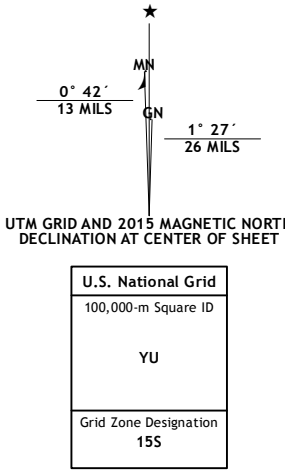 MN
0° 42´
13 MILS
GN
1° 27´
26 MILS
UTM GRID AND 2015 MAGNETIC NORTH
DECLINATION AT CENTER OF SHEET
U.S. National Grid
100,000-m Square ID
YU
Grid Zone Designation
15S